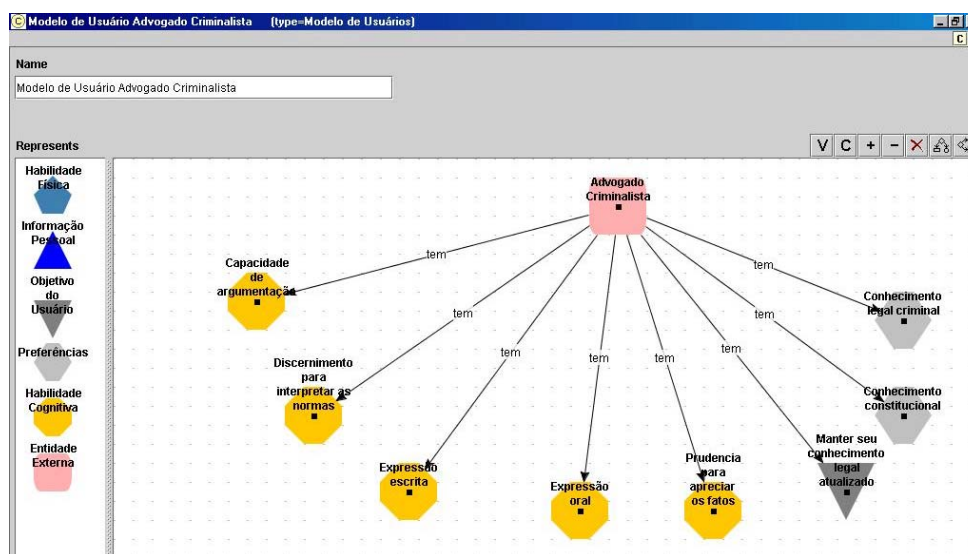 C Modelo de Usuário Advogado Criminalista (type=Modelo de Usuários)
C
Name
Modelo de Usuário Advogado Criminalista
Represents
V C + −
Habilidade
Física
Informação
Pessoal
Objetivo
do
Usuário
Preferências
Habilidade
Cognitiva
Entidade
Externa
Advogado
Criminalista
tem
tem
tem
tem
tem
tem
tem
tem
Capacidade
de
argumentação
Discernimento
para
interpretar as
normas
Expressão
escrita
Expressão
oral
Prudencia
para
apreciar
os fatos
Manter seu
conhecimento
legal
atualizado
Conhecimento
constitucional
Conhecimento
legal criminal